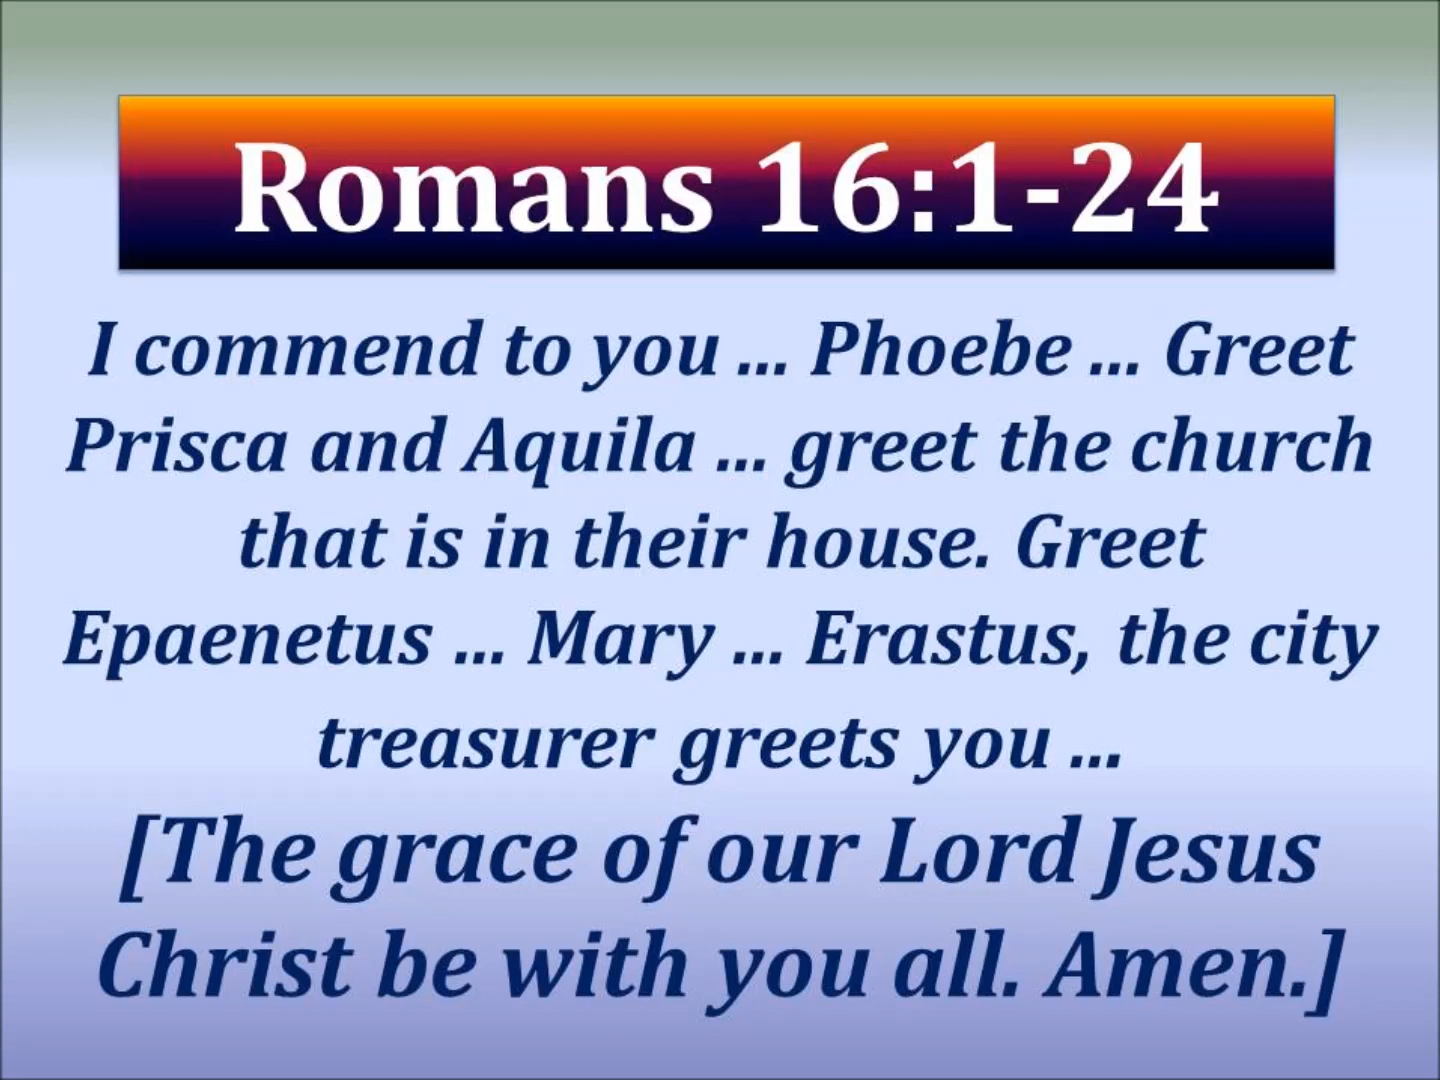 Romans 16:1-24
I commend to you ... Phoebe ... Greet
Prisca and Aquila ... greet the church
that is in their house. Greet
Epaenetus ... Mary ... Erastus, the city
treasurer greets you ...
[The grace of our Lord Jesus
Christ be with you all. Amen.]